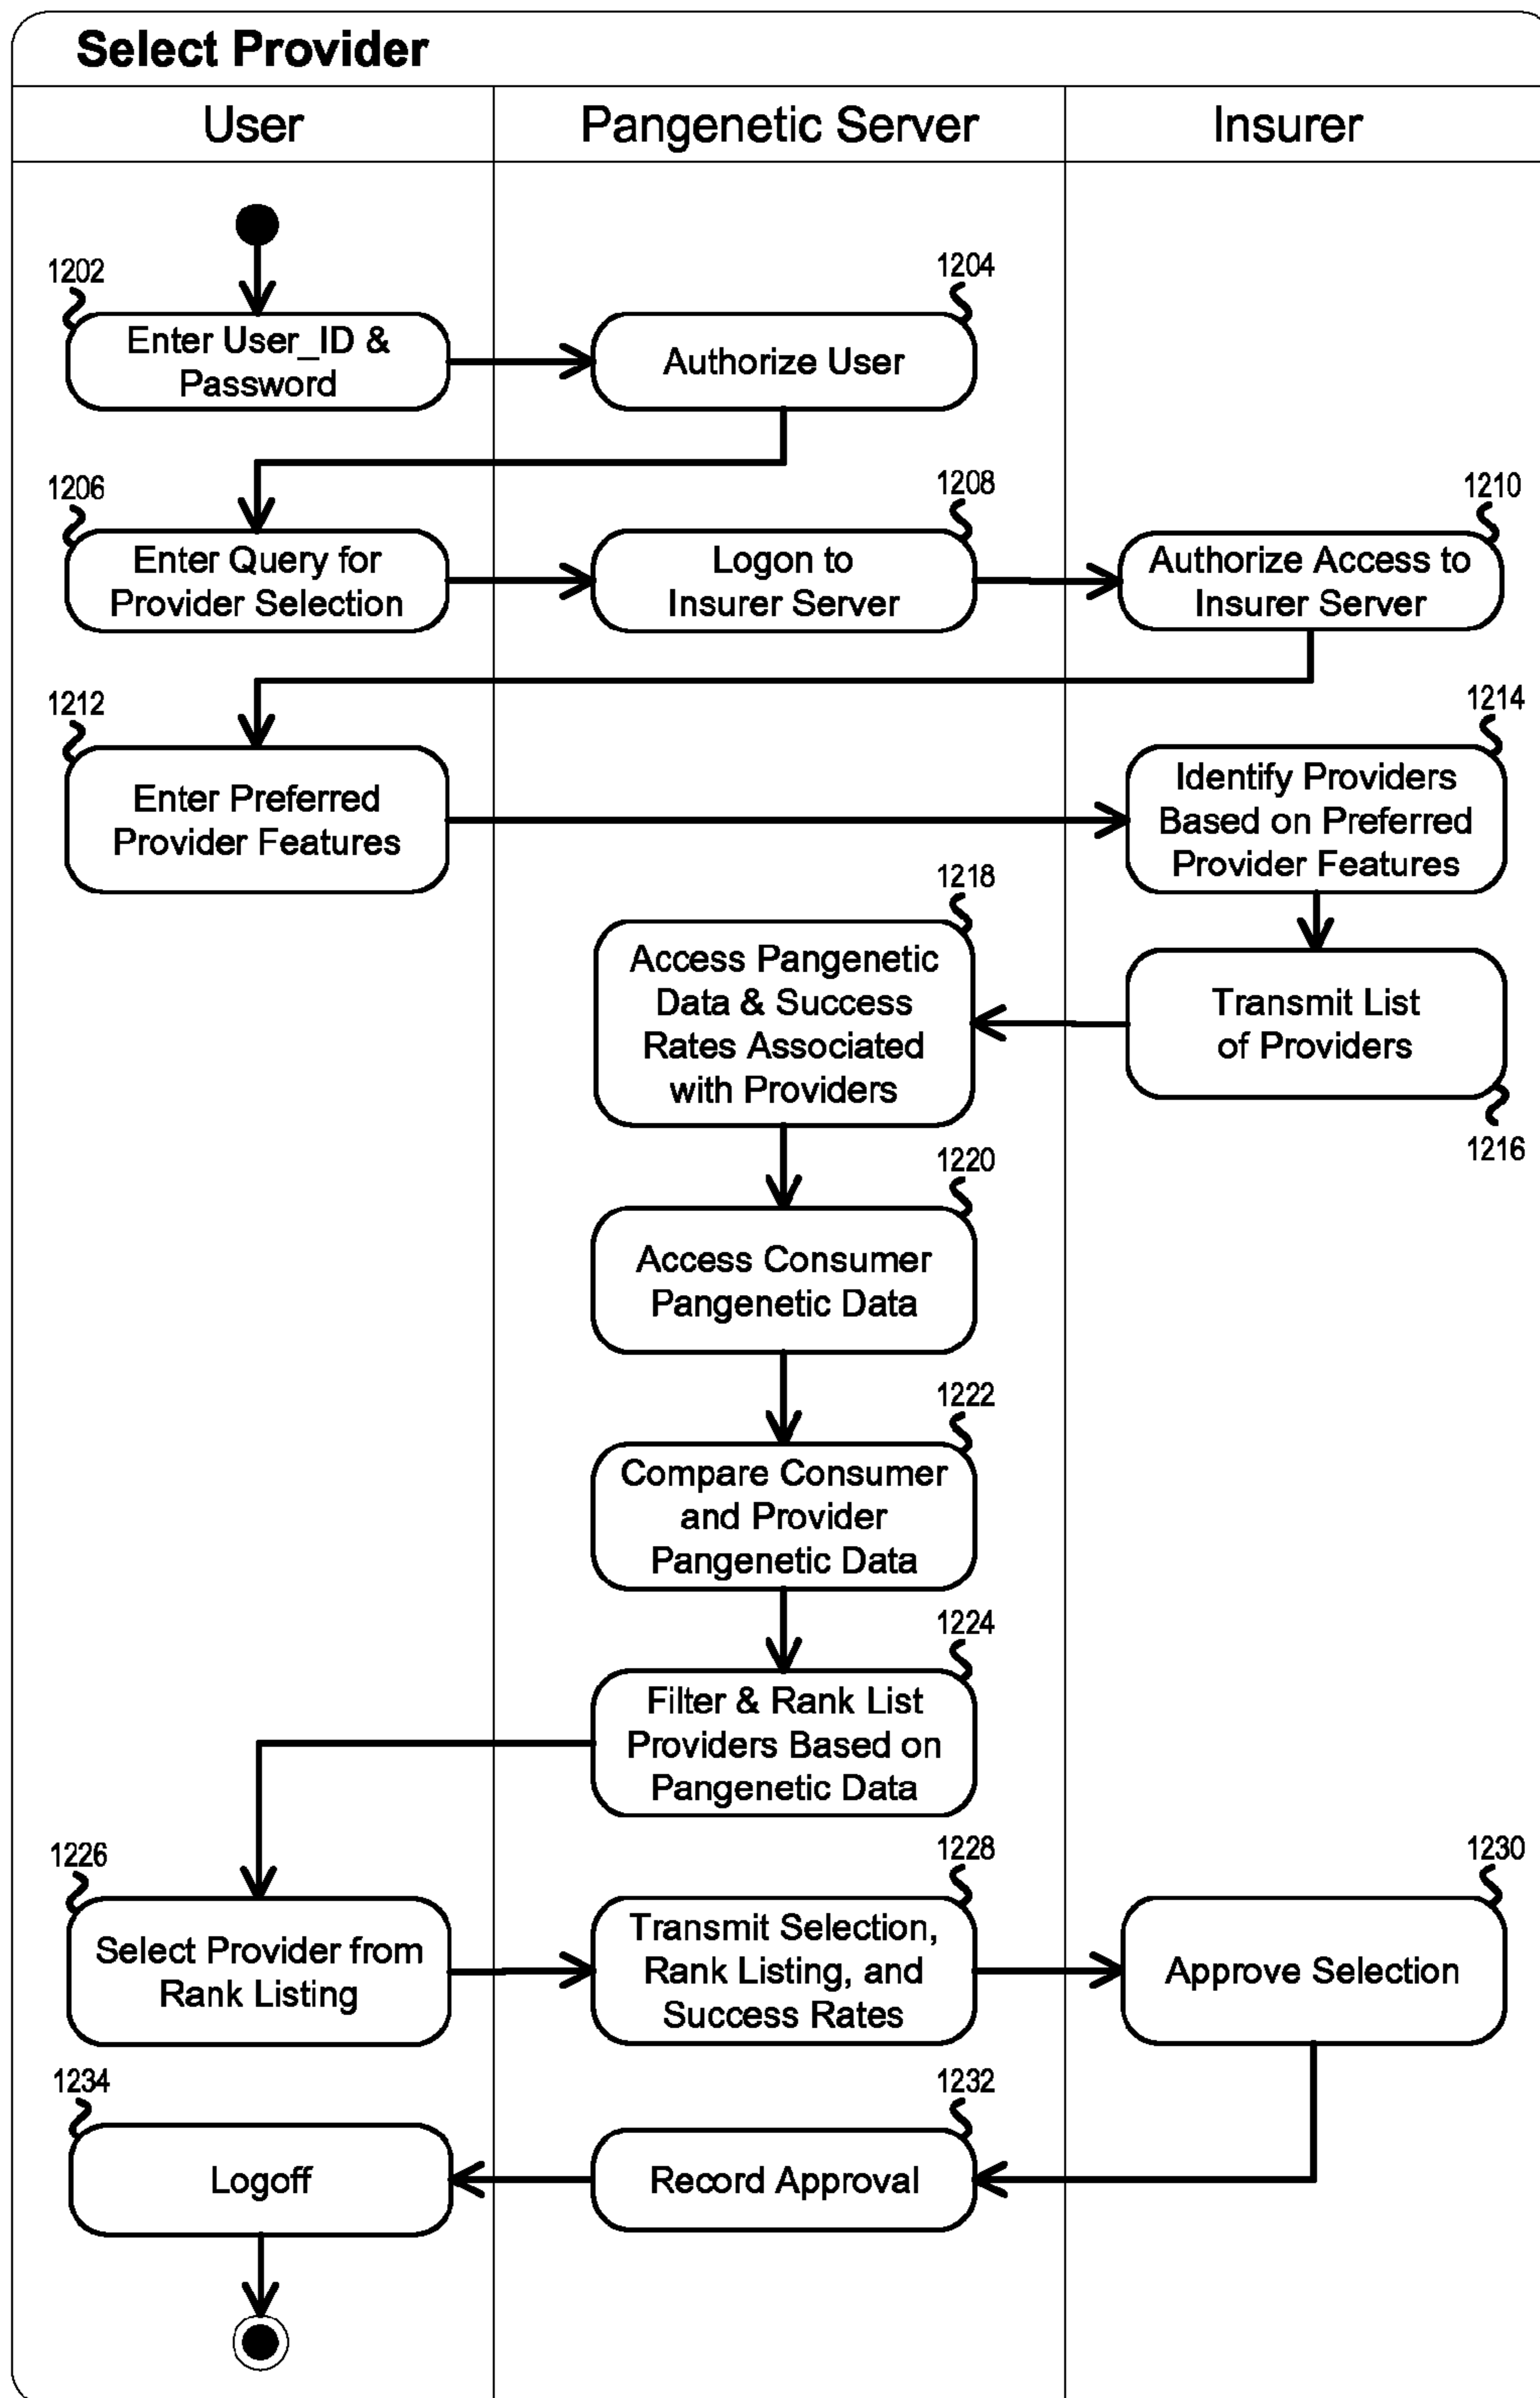 Select Provider
User
Pangenetic Server
Insurer
1202
Enter User_ID &
Password
1204
Authorize User
1206
Enter Query for
Provider Selection
1208
Logon to
Insurer Server
1210
Authorize Access to
Insurer Server
1212
Enter Preferred
Provider Features
1214
Identify Providers
Based on Preferred
Provider Features
1216
Transmit List
of Providers
1218
Access Pangenetic
Data & Success
Rates Associated
with Providers
1220
Access Consumer
Pangenetic Data
1222
Compare Consumer
and Provider
Pangenetic Data
1224
Filter & Rank List
Providers Based on
Pangenetic Data
1226
Select Provider from
Rank Listing
1228
Transmit Selection,
Rank Listing, and
Success Rates
1230
Approve Selection
1232
Record Approval
1234
Logoff